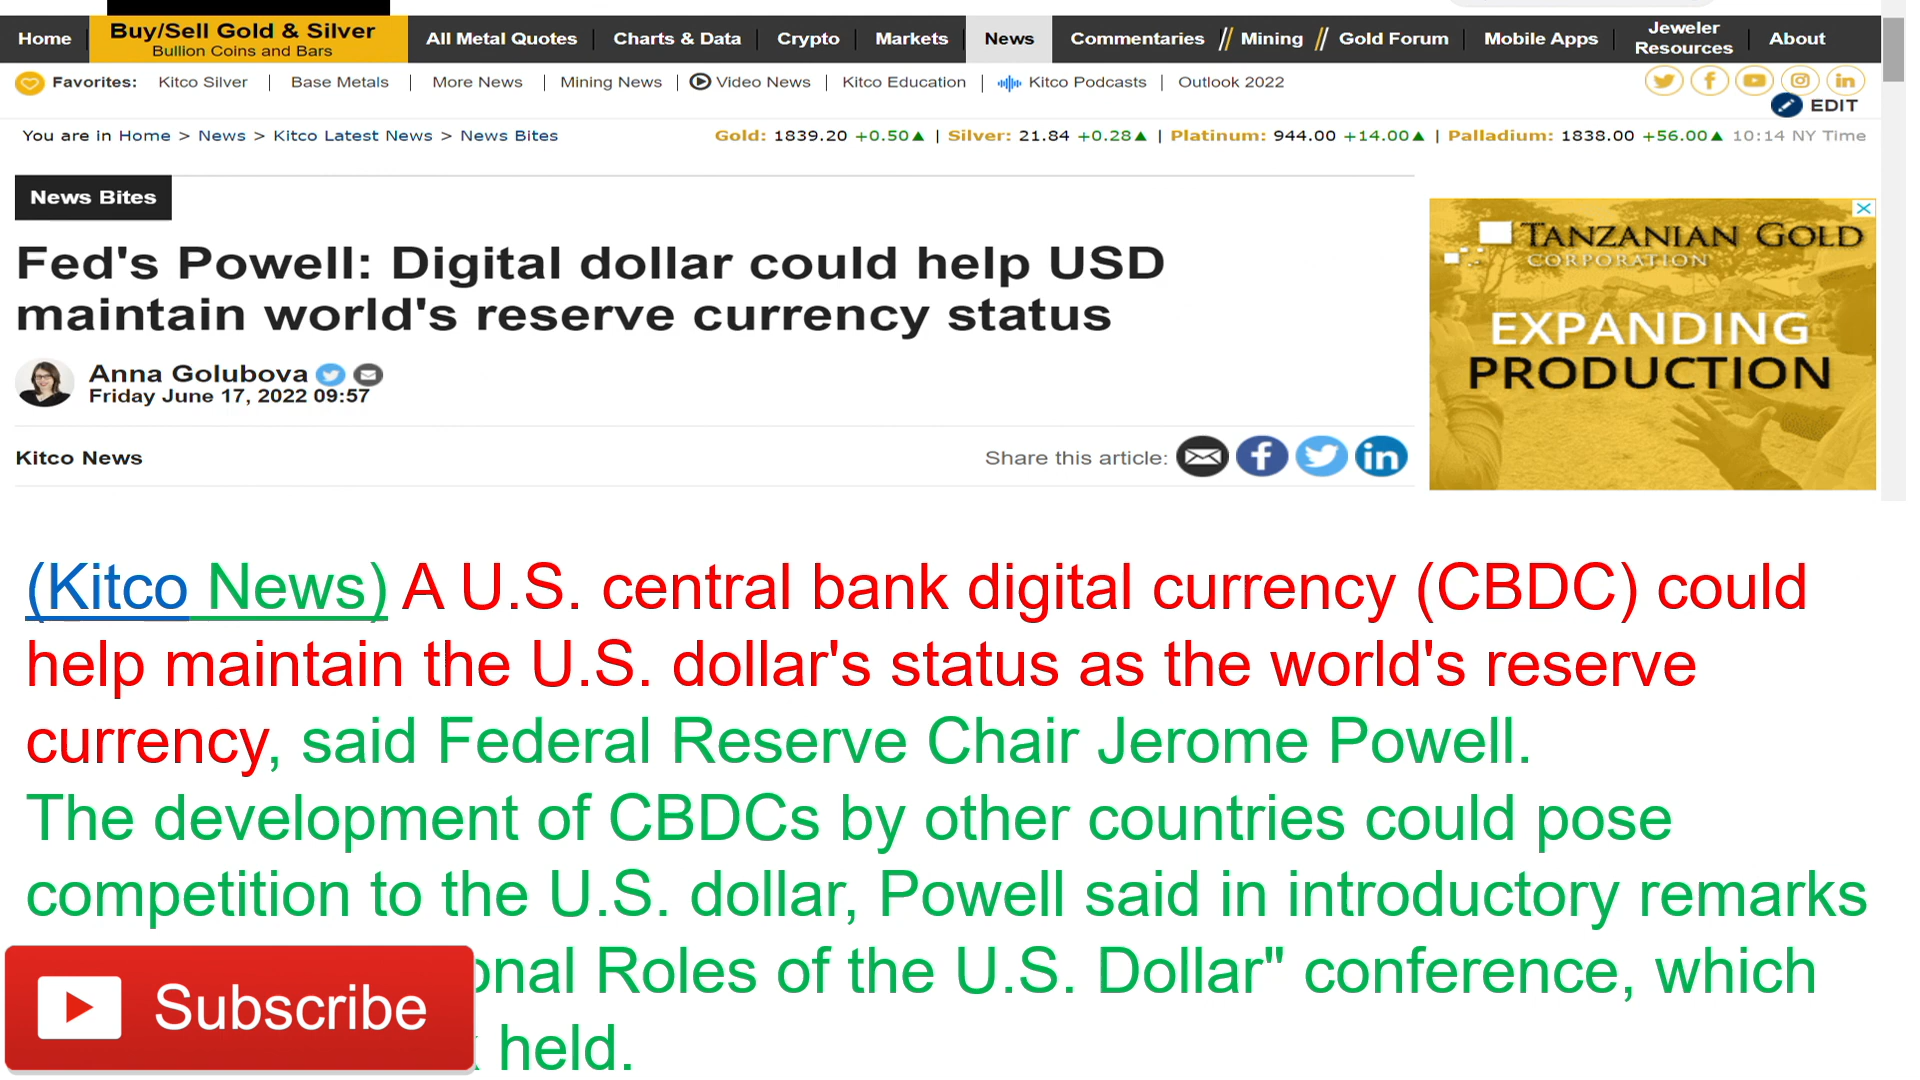 Home
Buy/Sell Gold & Silver
Bullion Coins and Bars
All Metal Quotes
Charts & Data
Crypto
Markets
News
Commentaries
Mining
Gold Forum
Mobile Apps
Jeweler
Resources
About
Favorites: Kitco Silver | Base Metals | More News | Mining News | Video News | Kitco Education | Kitco Podcasts | Outlook 2022
EDIT
You are in Home > News > Kitco Latest News > News Bites
Gold: 1839.20 +0.50▲ | Silver: 21.84 +0.28▲ | Platinum: 944.00 +14.00▲ | Palladium: 1838.00 +56.00▲ 10:14 NY Time
News Bites
Fed's Powell: Digital dollar could help USD
maintain world's reserve currency status
Anna Golubova
Friday June 17, 2022 09:57
Kitco News
Share this article:
TANZANIAN GOLD
CORPORATION
EXPANDING
PRODUCTION
(Kitco News) A U.S. central bank digital currency (CBDC) could
help maintain the U.S. dollar's status as the world's reserve
currency, said Federal Reserve Chair Jerome Powell.
The development of CBDCs by other countries could pose
competition to the U.S. dollar, Powell said in introductory remarks
onal Roles of the U.S. Dollar" conference, which
held.
Subscribe